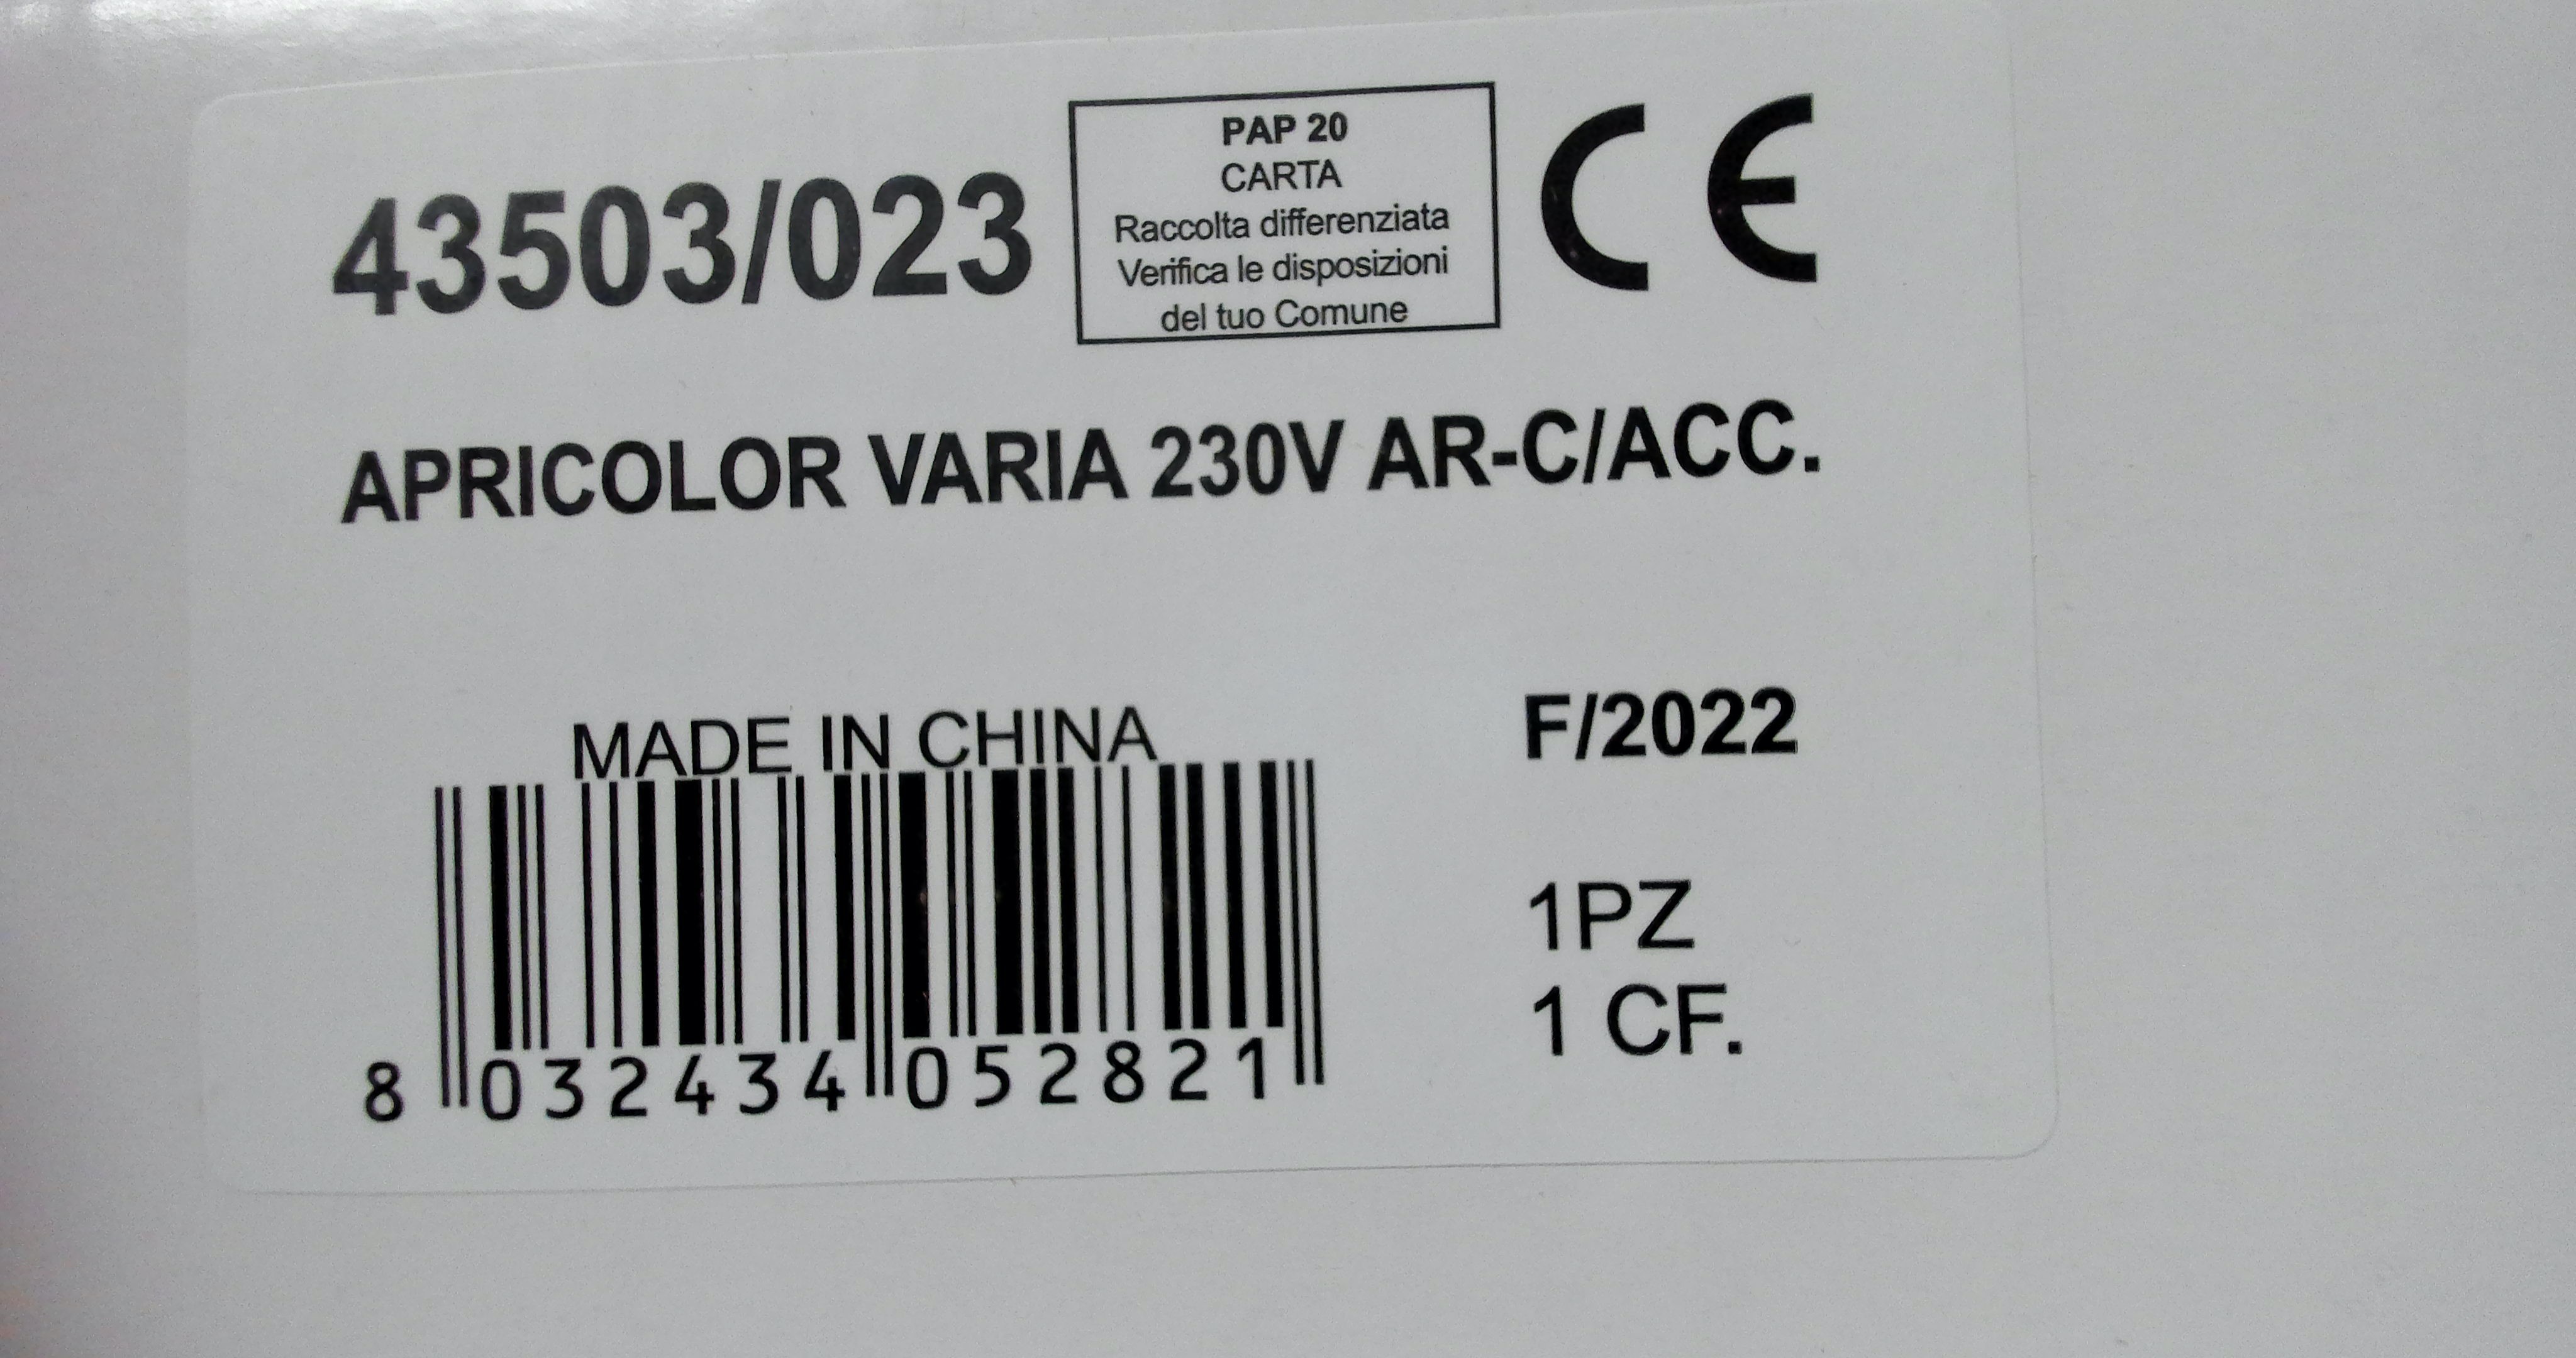 43503/023
PAP 20
CARTA
Raccolta differenziata
Verifica le disposizioni
del tuo Comune
CE
APRICOLOR VARIA 230V AR-C/ACC.
MADE IN CHINA
8 032434 052821
F/2022
1PZ
1 CF.